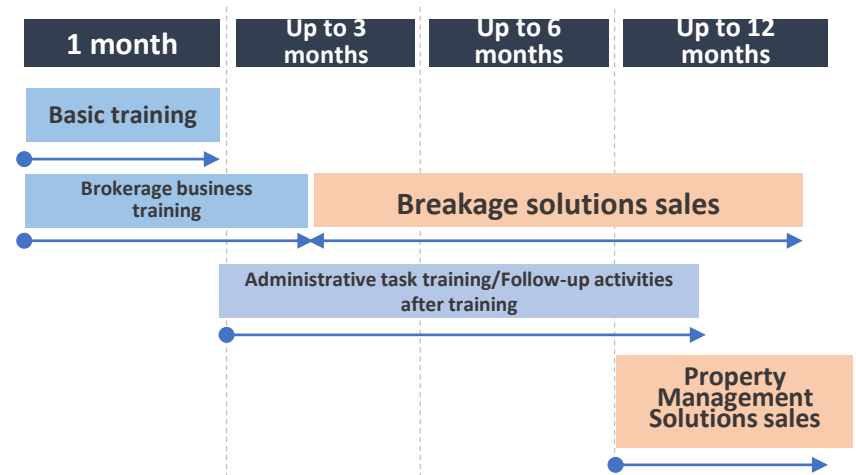 1 month
Up to 3
months
Up to 6
months
Up to 12
months
Basic training
Brokerage business
training
Breakage solutions sales
Administrative task training/Follow-up activities
after training
Property
Management
Solutions sales